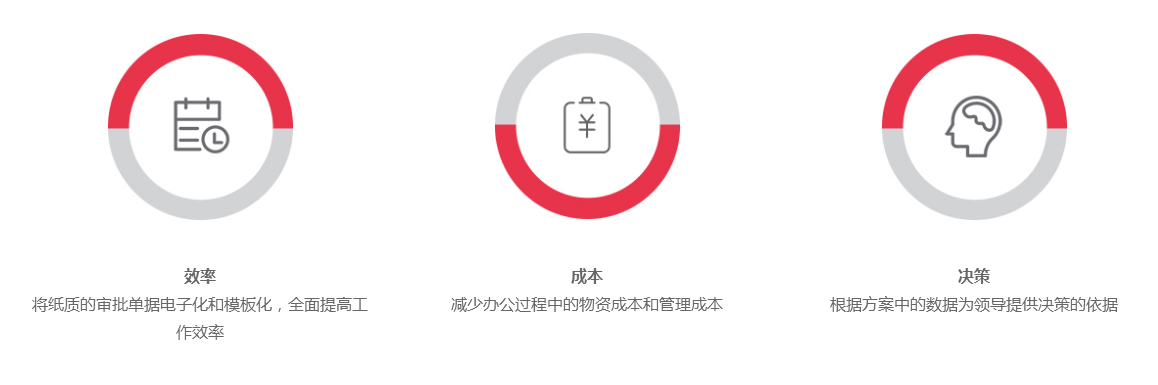 ¥
效率
将纸质的审批单据电子化和模板化，全面提高工
作效率
成本
减少办公过程中的物资成本和管理成本
决策
根据方案中的数据为领导提供决策的依据